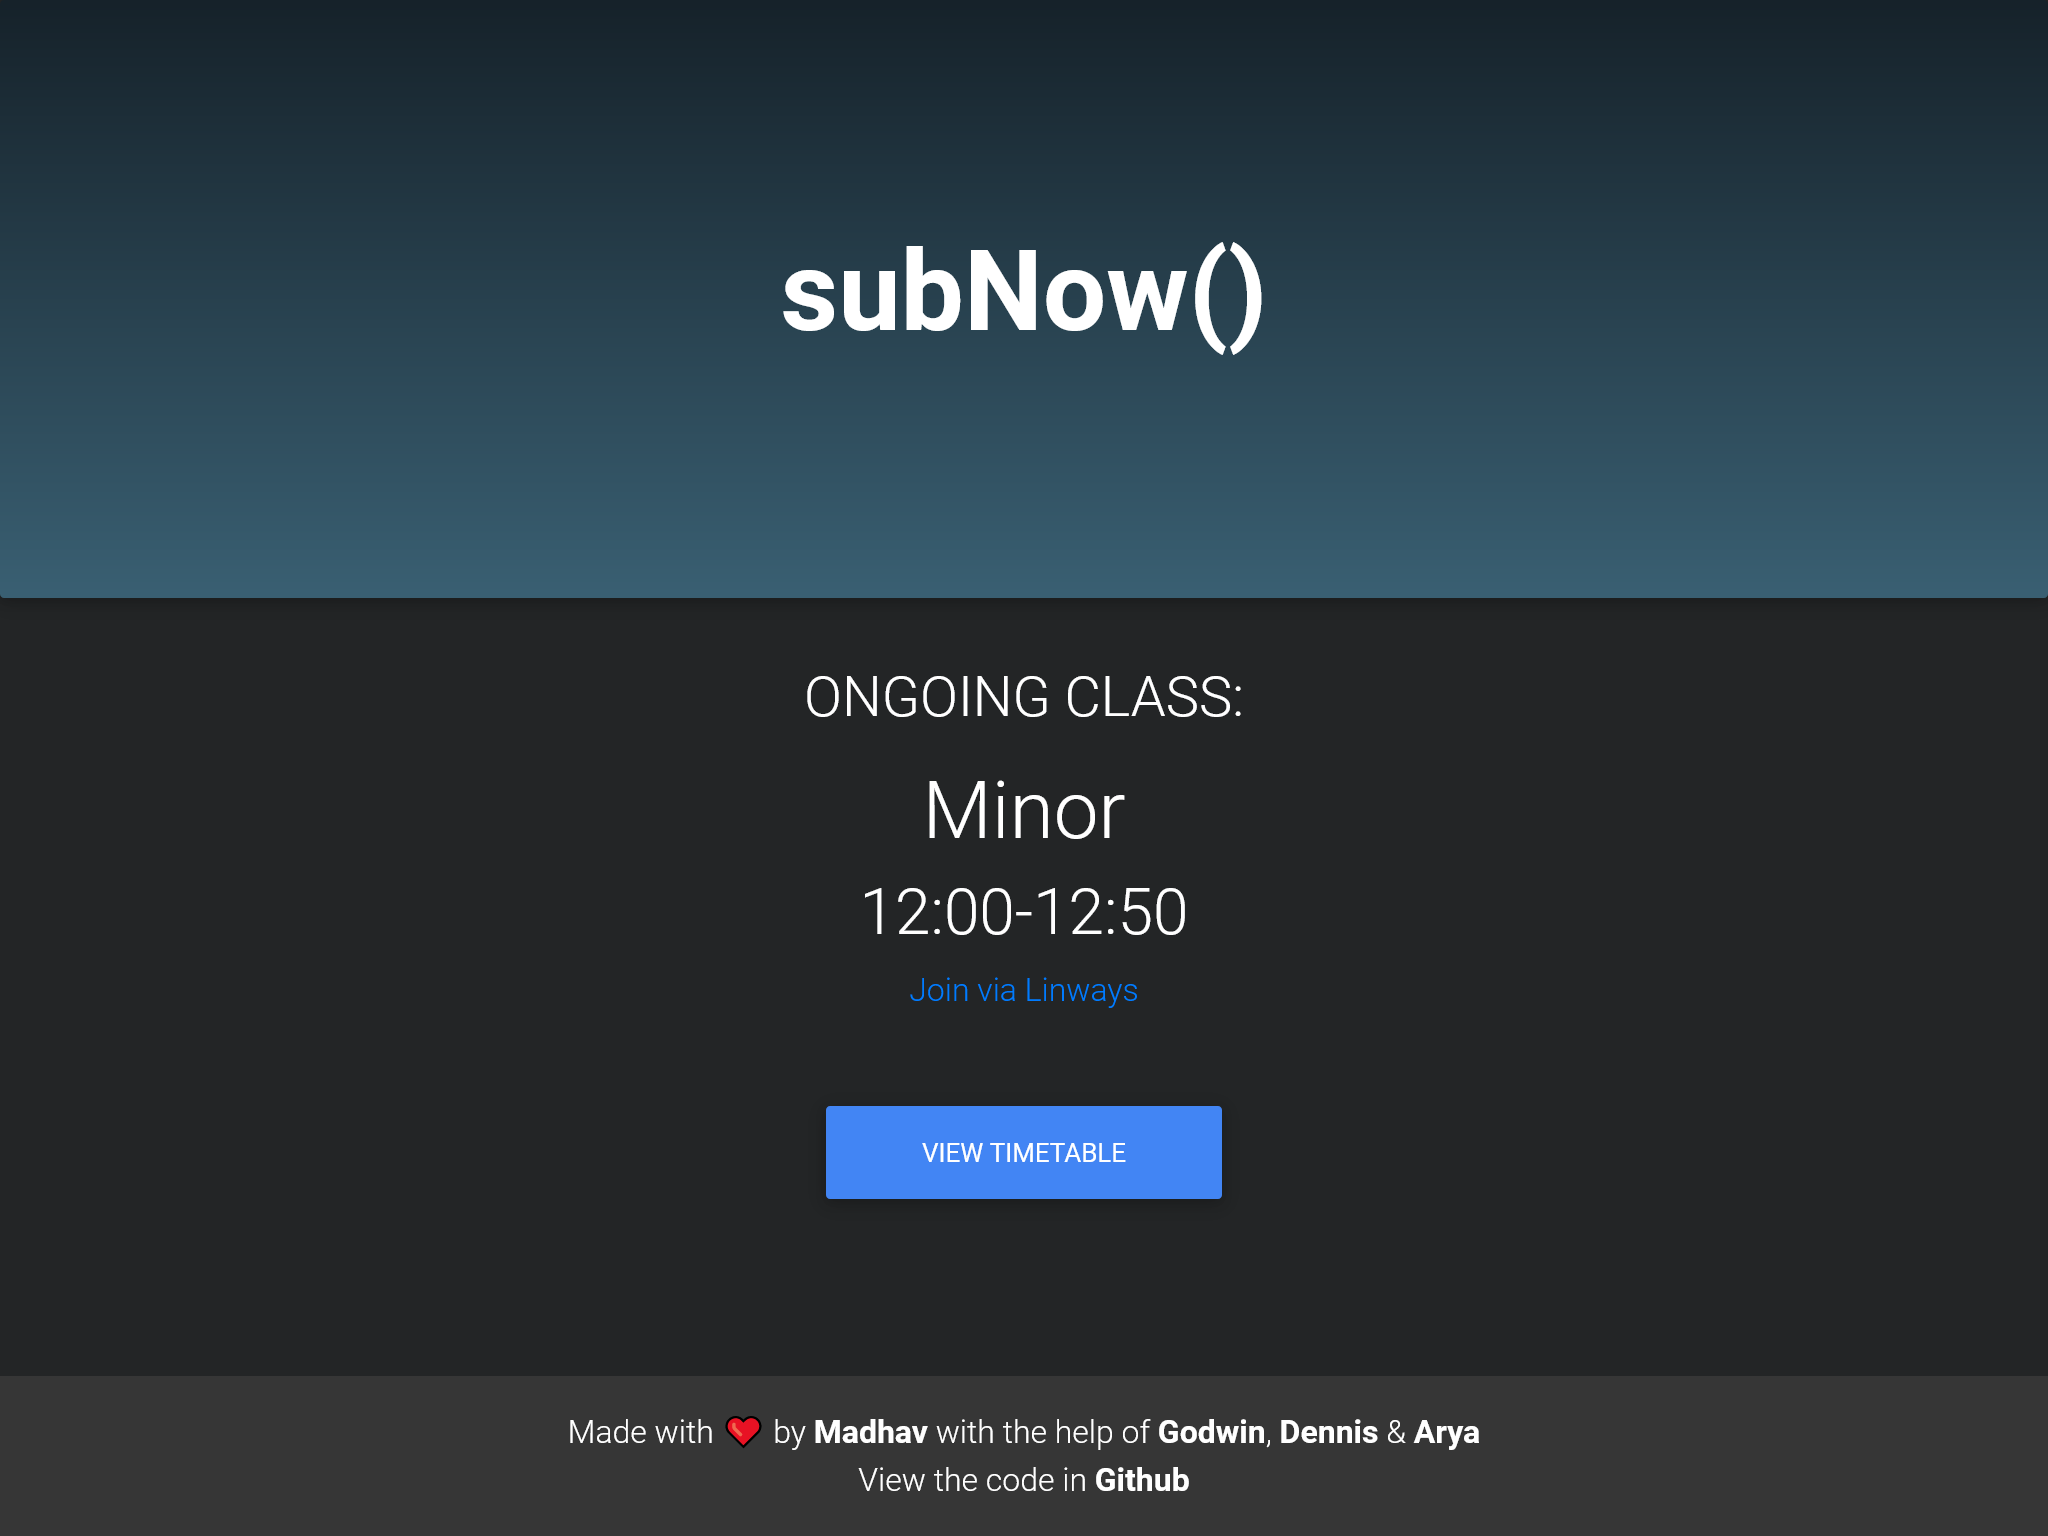 subNow()
ONGOING CLASS:
Minor
12:00-12:50
Join via Linways
VIEW TIMETABLE
Made with ❤️ by Madhav with the help of Godwin, Dennis & Arya
View the code in Github